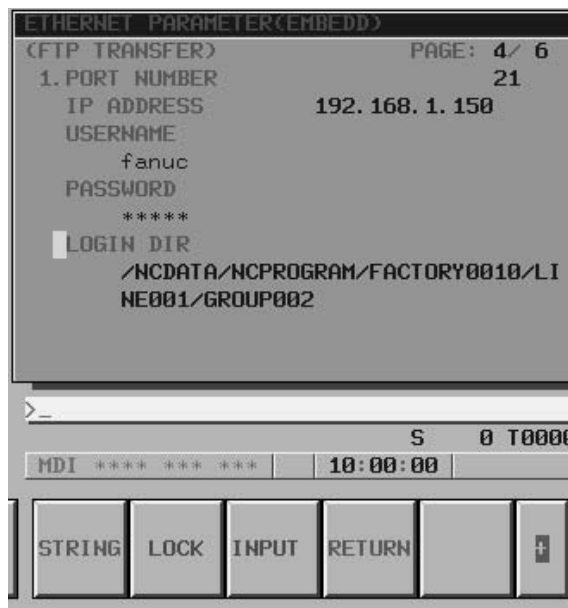 ETHERNET PARAMETER(EMBEDD)
(FTP TRANSFER) PAGE: 4/ 6
1. PORT NUMBER 21
IP ADDRESS 192.168.1.150
USERNAME
fanuc
PASSWORD
*****
LOGIN DIR
/NCDATA/NCPROGRAM/FACTORY0010/LI
NE001/GROUP002
>_
S 0 T0000
MDI **** *** *** 10:00:00
STRING LOCK INPUT RETURN +